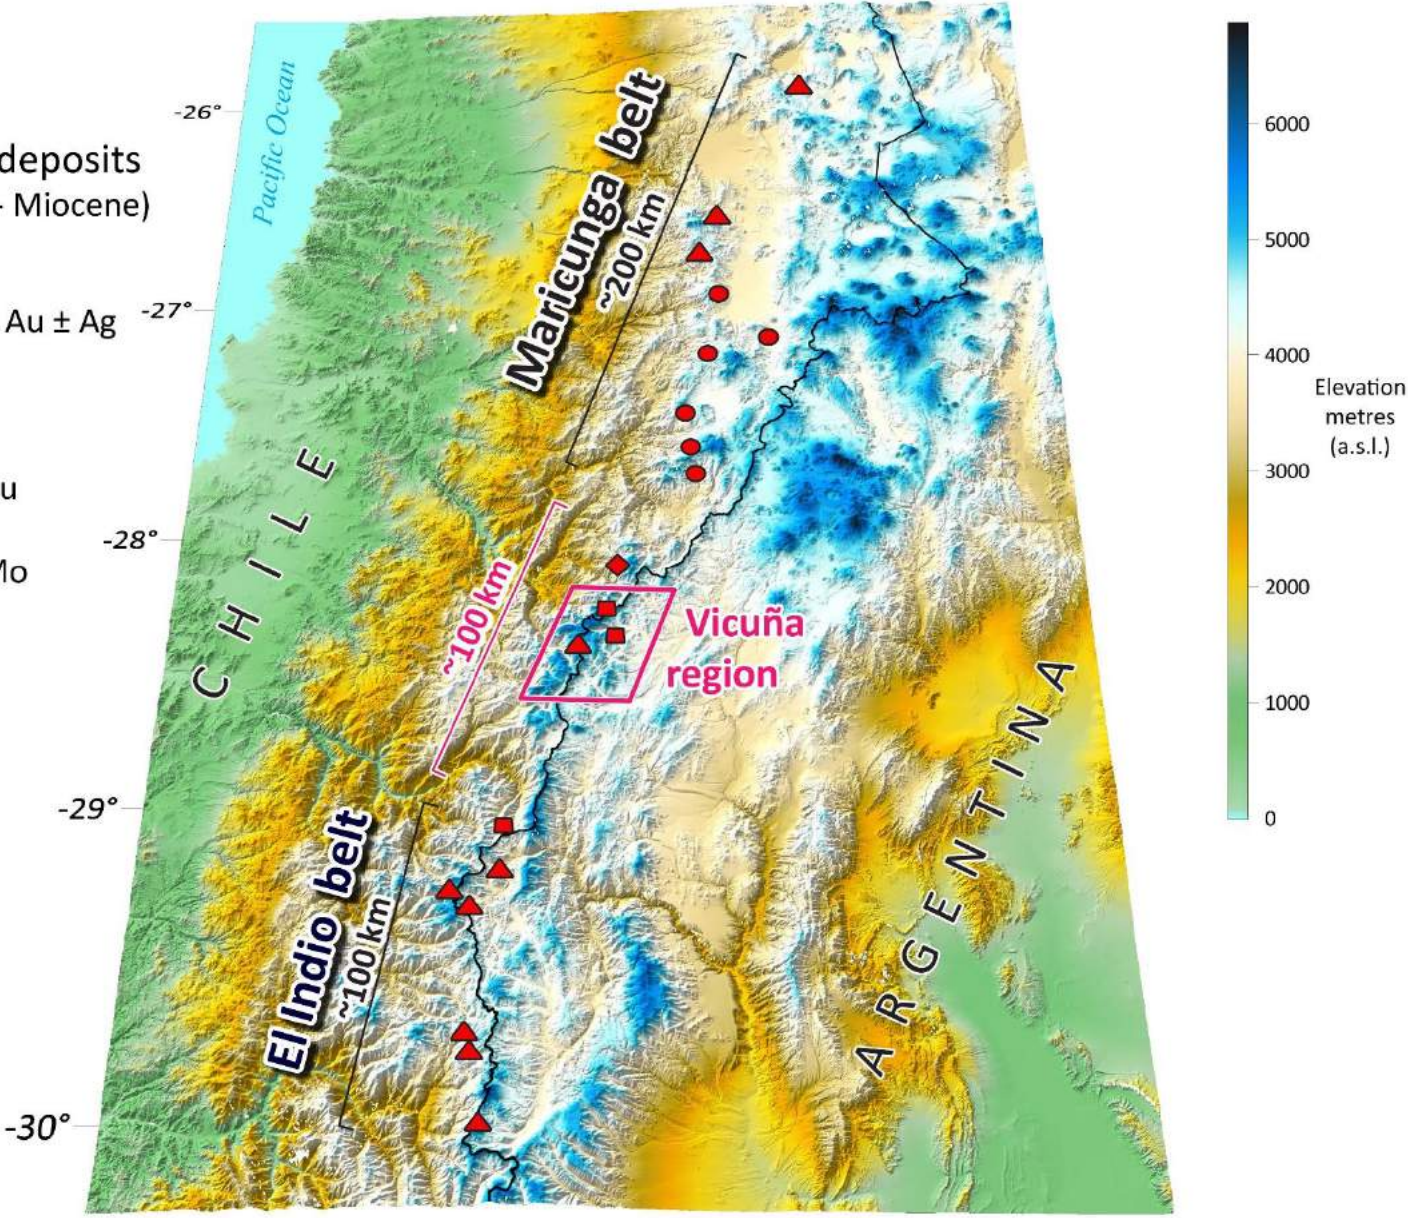 deposits
- Miocene)
Au ± Ag
u
Mo
Pacific Ocean
-26°
-27°
-28°
-29°
-30°
Maricunga belt
~200 km
~100 km
Vicuña
region
El Indio belt
~100 km
CHILE
ARGENTINA
6000
5000
4000
3000
2000
1000
0
Elevation
metres
(a.s.l.)